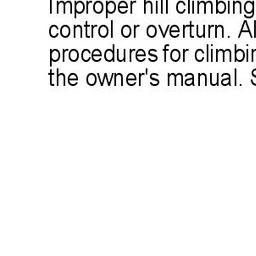 Improper hill climbing
control or overturn.
procedures for
the owner's manual.